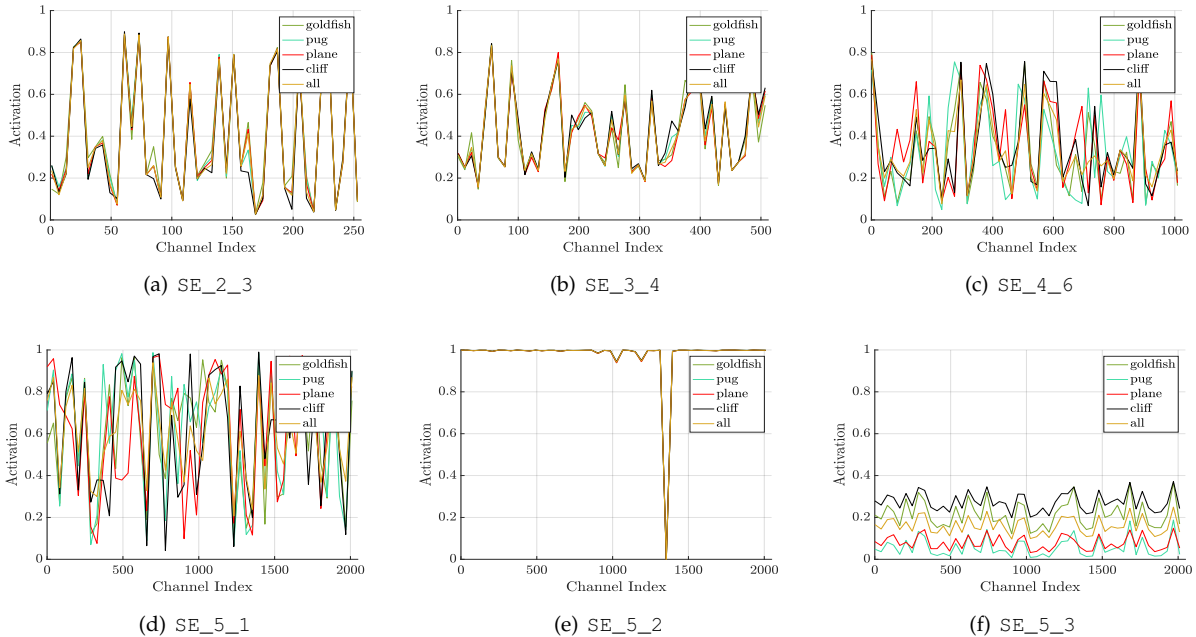 1
0.8
0.6
0.4
0.2
0
Activation
0 50 100 150 200 250
Channel Index
goldfish
pug
plane
cliff
all
(a) SE_2_3
1
0.8
0.6
0.4
0.2
0
Activation
0 100 200 300 400 500
Channel Index
goldfish
pug
plane
cliff
all
(b) SE_3_4
1
0.8
0.6
0.4
0.2
0
Activation
0 200 400 600 800 1000
Channel Index
goldfish
pug
plane
cliff
all
(c) SE_4_6
1
0.8
0.6
0.4
0.2
0
Activation
0 500 1000 1500 2000
Channel Index
goldfish
pug
plane
cliff
all
(d) SE_5_1
1
0.8
0.6
0.4
0.2
0
Activation
0 500 1000 1500 2000
Channel Index
goldfish
pug
plane
cliff
all
(e) SE_5_2
1
0.8
0.6
0.4
0.2
0
Activation
0 500 1000 1500 2000
Channel Index
goldfish
pug
plane
cliff
all
(f) SE_5_3